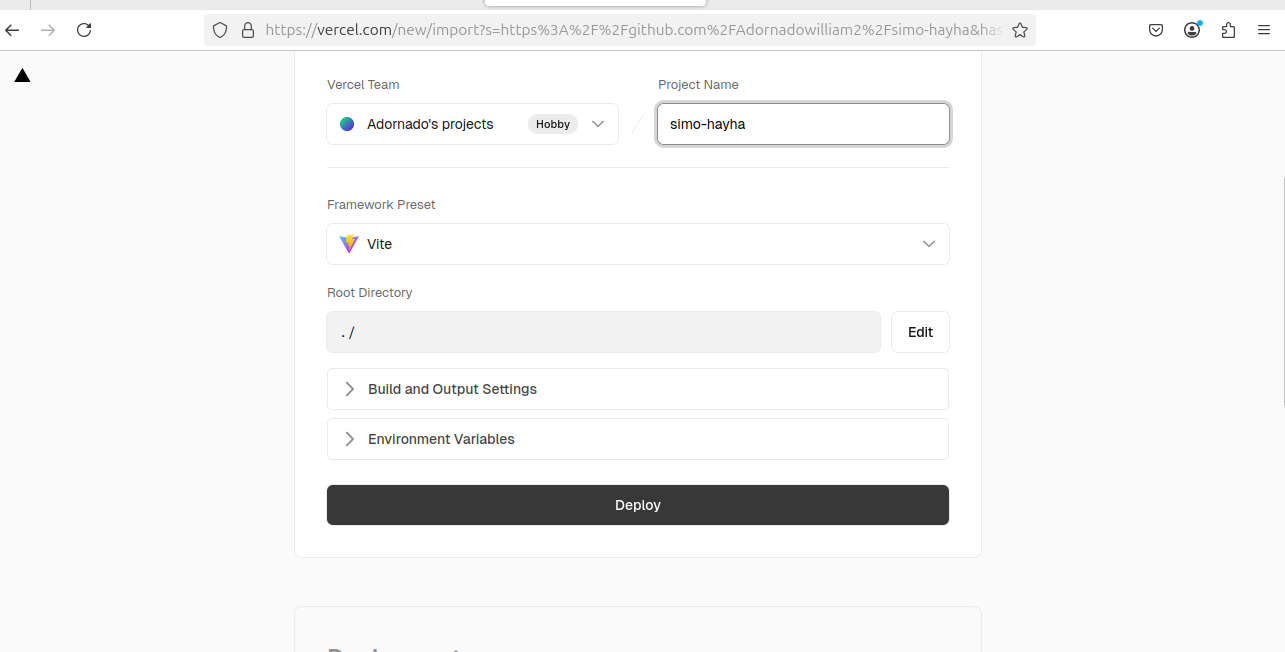 https://vercel.com/new/import?s=https%3A%2F%2Fgithub.com%2FAdornadowilliam2%2Fsimo-hayha&has
Vercel Team
Project Name
Adornado's projects Hobby
simo-hayha
Framework Preset
Vite
Root Directory
./
Edit
Build and Output Settings
Environment Variables
Deploy